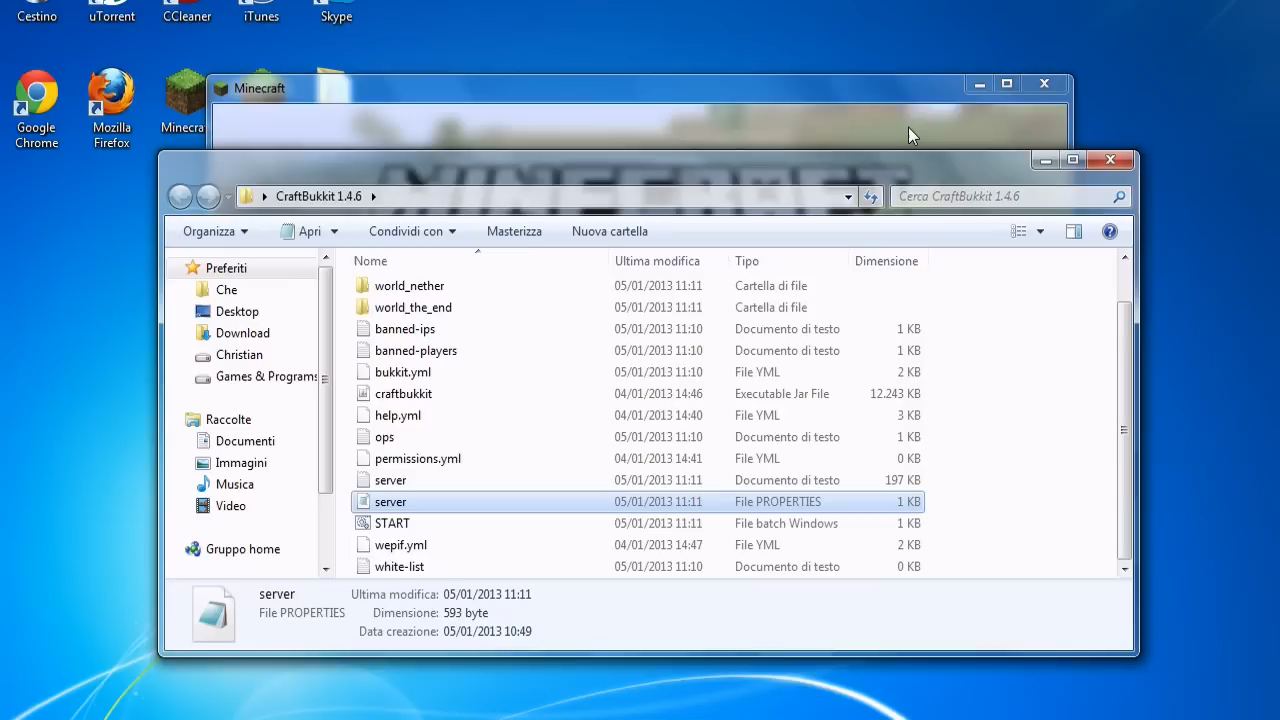 Cestino
uTorrent
CCleaner
iTunes
Skype
Google Chrome
Mozilla Firefox
Minecra
Minecraft
MINECRAFT
CraftBukkit 1.4.6
Cerca CraftBukkit 1.4.6
Organizza
Apri
Condividi con
Masterizza
Nuova cartella
Preferiti
Che
Desktop
Download
Christian
Games & Programs
Raccolte
Documenti
Immagini
Musica
Video
Gruppo home
Nome Ultima modifica Tipo Dimensione
world_nether 05/01/2013 11:11 Cartella di file
world_the_end 05/01/2013 11:11 Cartella di file
banned-ips 05/01/2013 11:10 Documento di testo 1 KB
banned-players 05/01/2013 11:10 Documento di testo 1 KB
bukkit.yml 05/01/2013 11:10 File YML 2 KB
craftbukkit 04/01/2013 14:46 Executable Jar File 12.243 KB
help.yml 04/01/2013 14:40 File YML 3 KB
ops 05/01/2013 11:10 Documento di testo 1 KB
permissions.yml 04/01/2013 14:41 File YML 0 KB
server 05/01/2013 11:11 Documento di testo 197 KB
server 05/01/2013 11:11 File PROPERTIES 1 KB
START 05/01/2013 11:11 File batch Windows 1 KB
wepif.yml 04/01/2013 14:47 File YML 2 KB
white-list 05/01/2013 11:10 Documento di testo 0 KB
server Ultima modifica: 05/01/2013 11:11
File PROPERTIES Dimensione: 593 byte
Data creazione: 05/01/2013 10:49